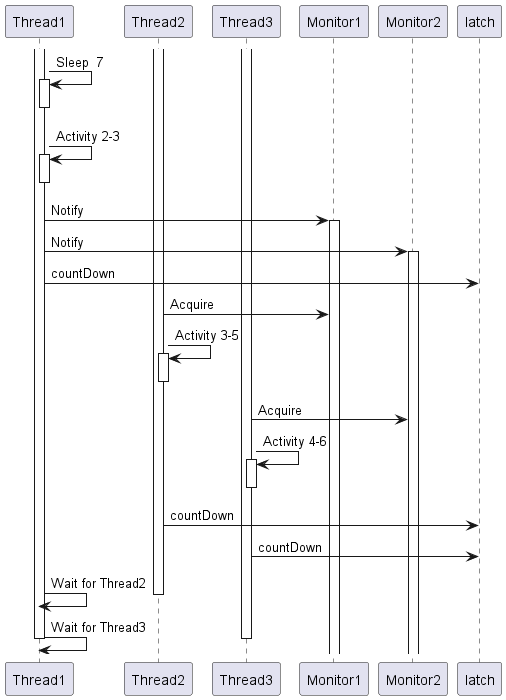 Thread1 Thread2 Thread3 Monitor1 Monitor2 latch
Sleep 7
Activity 2-3
Notify
Notify
countDown
Acquire
Activity 3-5
Acquire
Activity 4-6
countDown
countDown
Wait for Thread2
Wait for Thread3
Thread1 Thread2 Thread3 Monitor1 Monitor2 latch